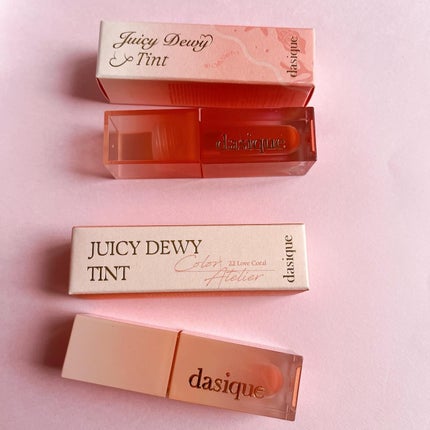 Juicy Dewy
& Tint
dasique
dasique
JUICY DEWY
TINT
Color
Atelier
22 Love Coral
dasique
dasique